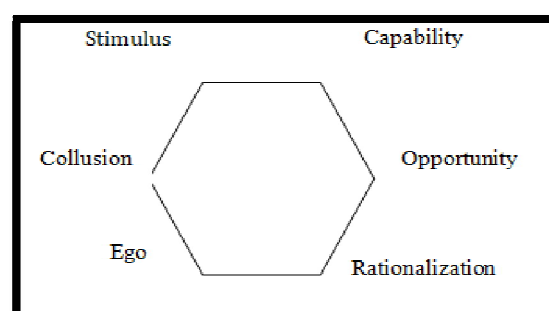 Stimulus
Capability
Collusion
Opportunity
Ego
Rationalization